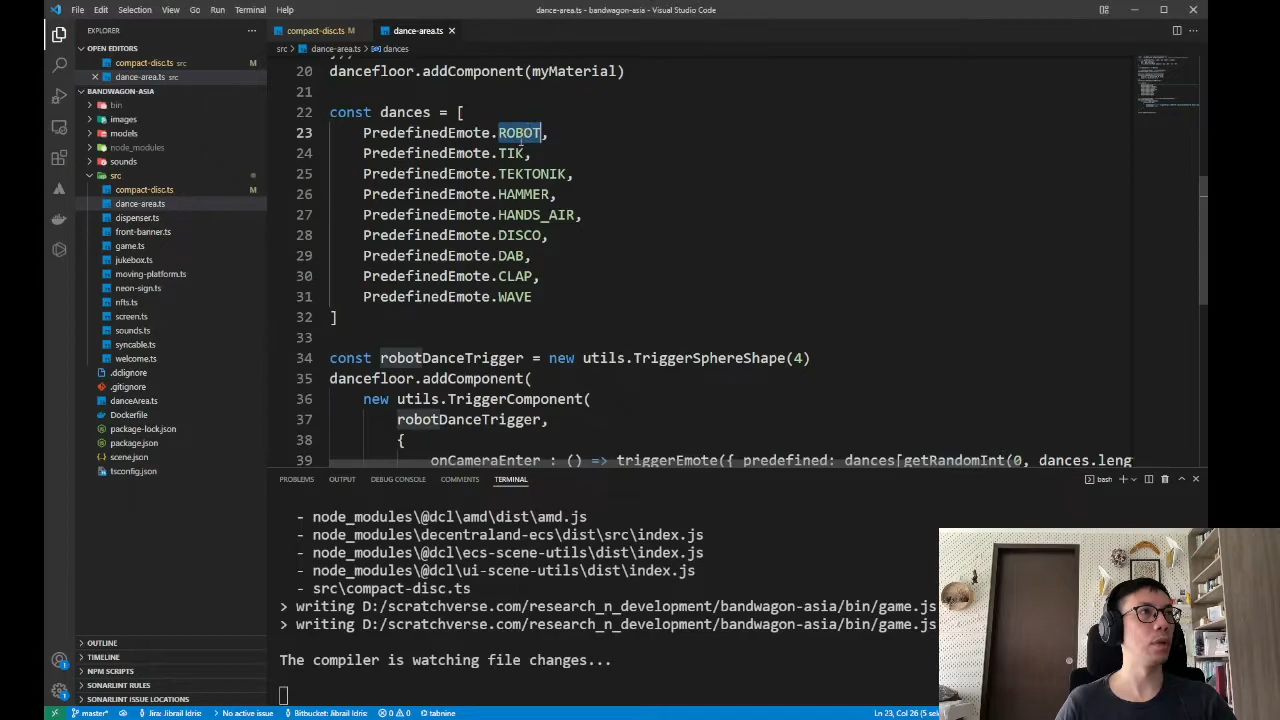 File Edit Selection View Go Run Terminal Help
dance-area.ts - bandwagon-asia - Visual Studio Code
EXPLORER
OPEN EDITORS
compact-disc.ts src M
dance-area.ts src
BANDWAGON-ASIA
bin
images
models
node_modules
sounds
src
compact-disc.ts M
dance-area.ts
dispenser.ts
front-banner.ts
game.ts
jukebox.ts
moving-platform.ts
neon-sign.ts
nfts.ts
screen.ts
sounds.ts
syncable.ts
welcome.ts
.dclignore
.gitignore
danceArea.ts
Dockerfile
package-lock.json
package.json
scene.json
tsconfig.json
OUTLINE
TIMELINE
NPM SCRIPTS
SONARLINT RULES
SONARLINT ISSUE LOCATIONS
compact-disc.ts M
dance-area.ts
src > dance-area.ts > dances
20 dancefloor.addComponent(myMaterial)
21
22 const dances = [
23 PredefinedEmote.ROBOT,
24 PredefinedEmote.TIK,
25 PredefinedEmote.TEKTONIK,
26 PredefinedEmote.HAMMER,
27 PredefinedEmote.HANDS_AIR,
28 PredefinedEmote.DISCO,
29 PredefinedEmote.DAB,
30 PredefinedEmote.CLAP,
31 PredefinedEmote.WAVE
32 ]
33
34 const robotDanceTrigger = new utils.TriggerSphereShape(4)
35 dancefloor.addComponent(
36 new utils.TriggerComponent(
37 robotDanceTrigger,
38 {
39 onCameraEnter : () => triggerEmote({ predefined: dances[getRandomInt(0, dances.leng
PROBLEMS OUTPUT DEBUG CONSOLE COMMENTS TERMINAL
bash
- node_modules\@dcl\amd\dist\amd.js
- node_modules\decentraland-ecs\dist\src\index.js
- node_modules\@dcl\ecs-scene-utils\dist\index.js
- node_modules\@dcl\ui-scene-utils\dist\index.js
- src\compact-disc.ts
> writing D:/scratchverse.com/research_n_development/bandwagon-asia/bin/game.js
> writing D:/scratchverse.com/research_n_development/bandwagon-asia/bin/game.js
The compiler is watching file changes...
master* Jira: Jibrail Idris: No active issue Bitbucket: Jibrail Idris: 0 0 tabnine
Ln 23, Col 26 (5 sele